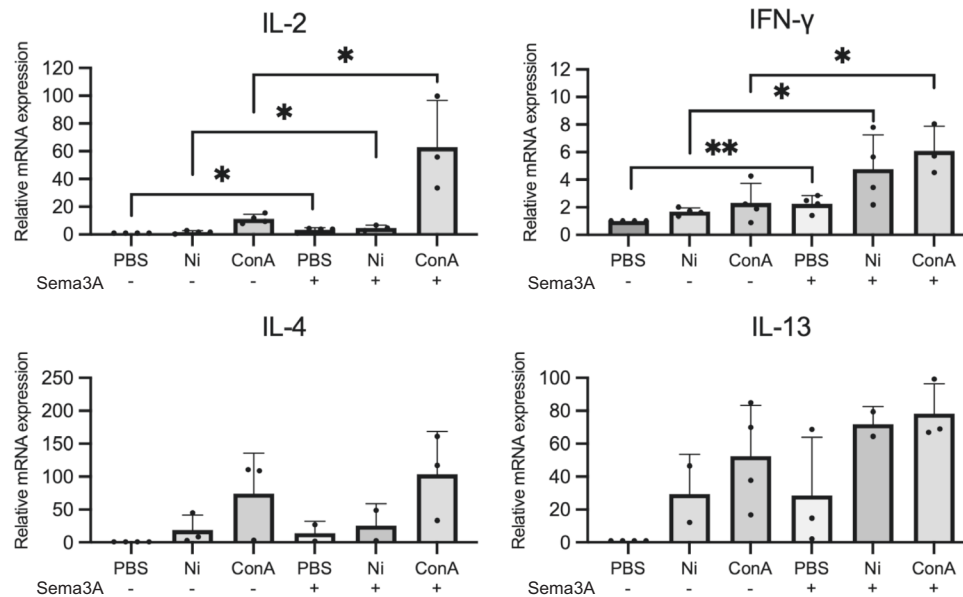 IL-2
Relative mRNA expression
120
100
80
60
40
20
0
*
*
*
PBS Ni ConA PBS Ni ConA
Sema3A - - - + + +
IFN-γ
Relative mRNA expression
12
10
8
6
4
2
0
*
*
**
PBS Ni ConA PBS Ni ConA
Sema3A - - - + + +
IL-4
Relative mRNA expression
250
200
150
100
50
0
PBS Ni ConA PBS Ni ConA
Sema3A - - - + + +
IL-13
Relative mRNA expression
100
80
60
40
20
0
PBS Ni ConA PBS Ni ConA
Sema3A - - - + + +